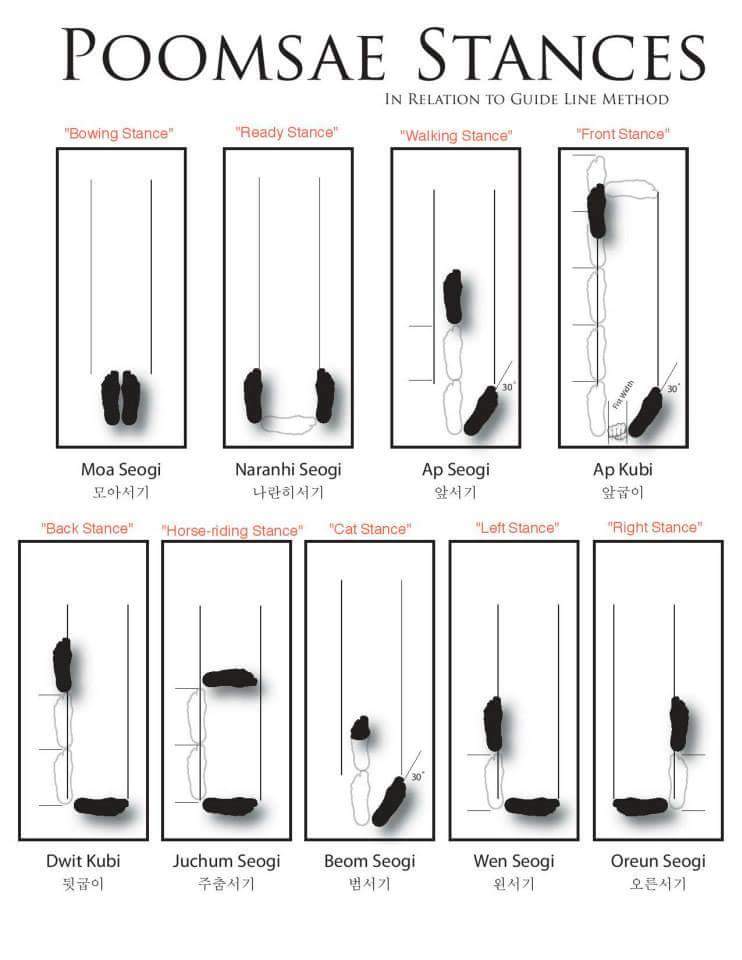 POOMSAE STANCES
IN RELATION TO GUIDE LINE METHOD
"Bowing Stance"
"Ready Stance"
"Walking Stance"
"Front Stance"
30°
Fist Width
30°
Moa Seogi
모아서기
Naranhi Seogi
나란히서기
Ap Seogi
앞서기
Ap Kubi
앞굽이
"Back Stance"
"Horse-riding Stance"
"Cat Stance"
"Left Stance"
"Right Stance"
30°
Dwit Kubi
뒷굽이
Juchum Seogi
주춤서기
Beom Seogi
범서기
Wen Seogi
왼서기
Oreun Seogi
오른서기